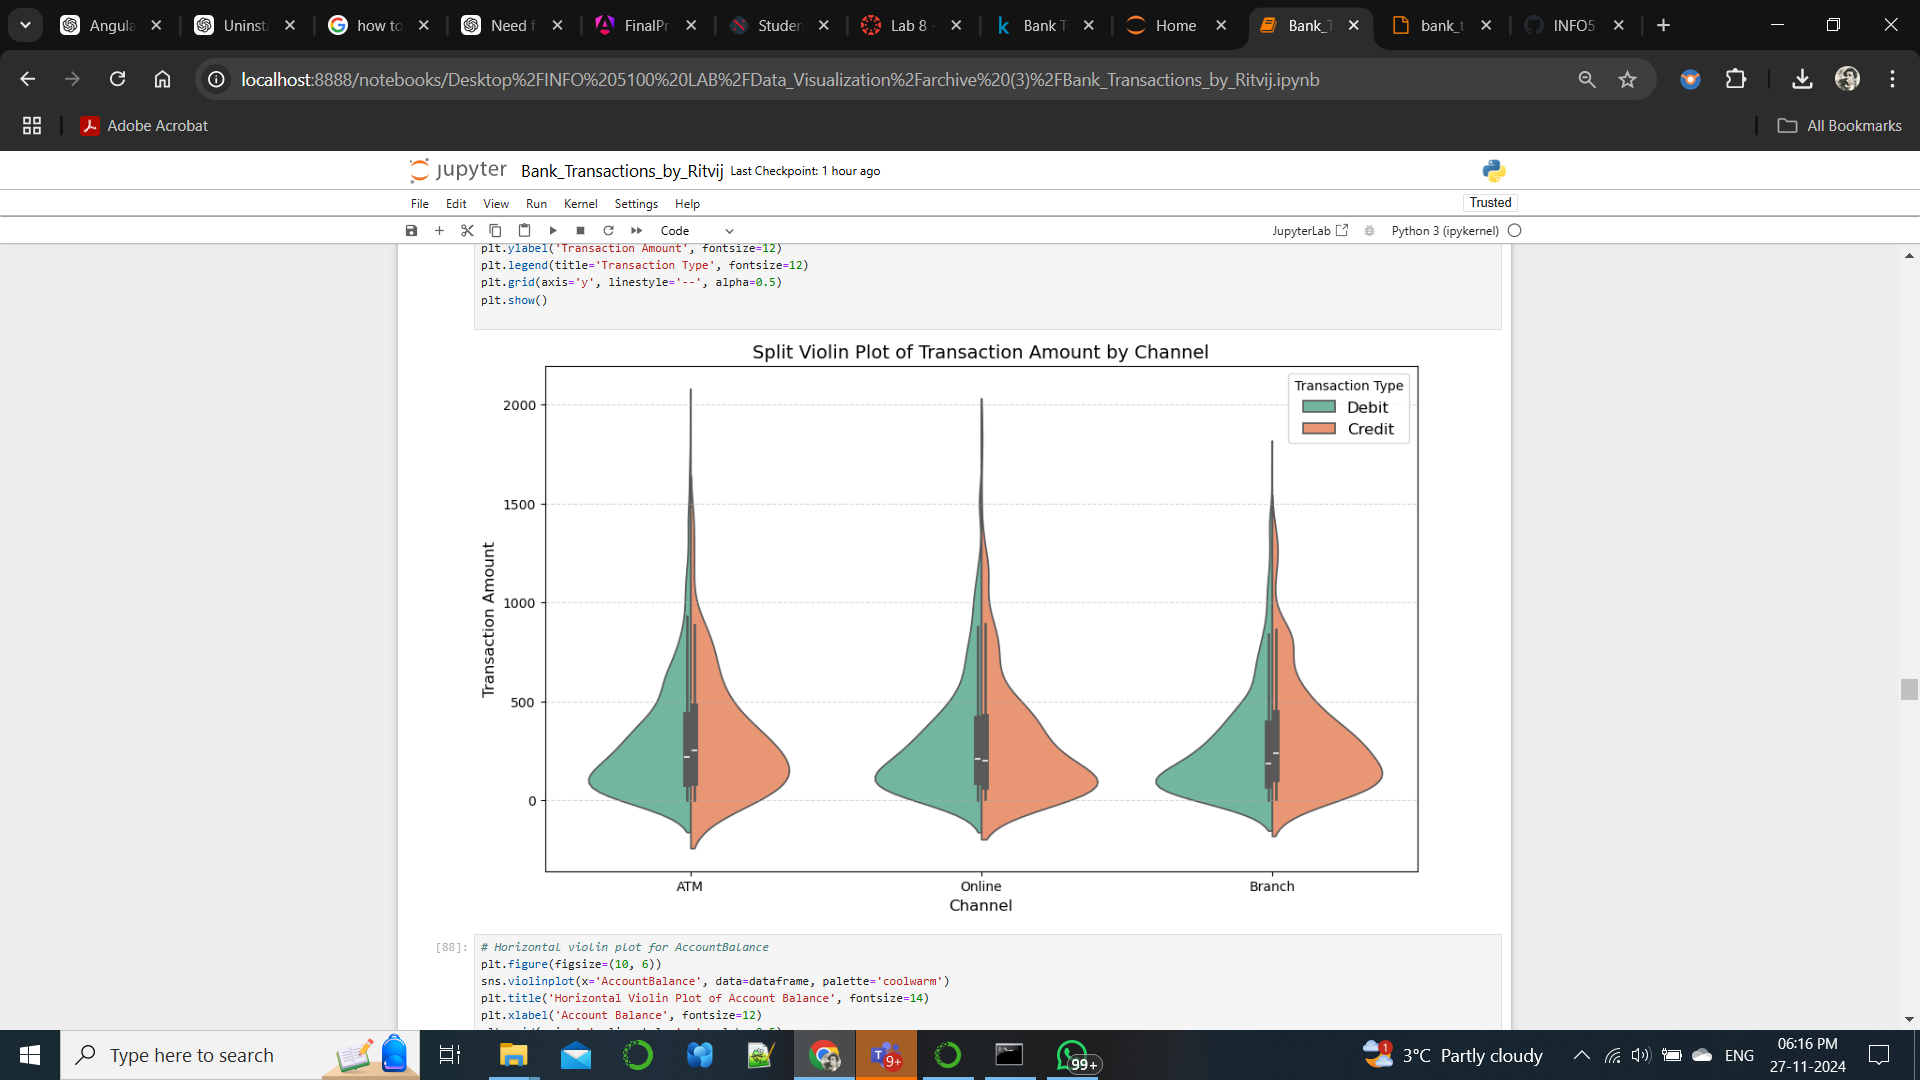 Angula
Uninst
how to
Need f
FinalPr
Studen
Lab 8 -
Bank T
Home
Bank_T
bank_t
INFO5
localhost:8888/notebooks/Desktop%2FINFO%205100%20LAB%2FData_Visualization%2Farchive%20(3)%2FBank_Transactions_by_Ritvij.ipynb
Adobe Acrobat
All Bookmarks
jupyter Bank_Transactions_by_Ritvij Last Checkpoint: 1 hour ago
File Edit View Run Kernel Settings Help
Trusted
Code
JupyterLab
Python 3 (ipykernel)
plt.ylabel('Transaction Amount', fontsize=12)
plt.legend(title='Transaction Type', fontsize=12)
plt.grid(axis='y', linestyle='--', alpha=0.5)
plt.show()
Split Violin Plot of Transaction Amount by Channel
Transaction Type
Debit
Credit
2000
1500
1000
500
0
Transaction Amount
ATM
Online
Branch
Channel
[88]:
# Horizontal violin plot for AccountBalance
plt.figure(figsize=(10, 6))
sns.violinplot(x='AccountBalance', data=dataframe, palette='coolwarm')
plt.title('Horizontal Violin Plot of Account Balance', fontsize=14)
plt.xlabel('Account Balance', fontsize=12)
Type here to search
9+
99+
1
3°C Partly cloudy
ENG
06:16 PM
27-11-2024